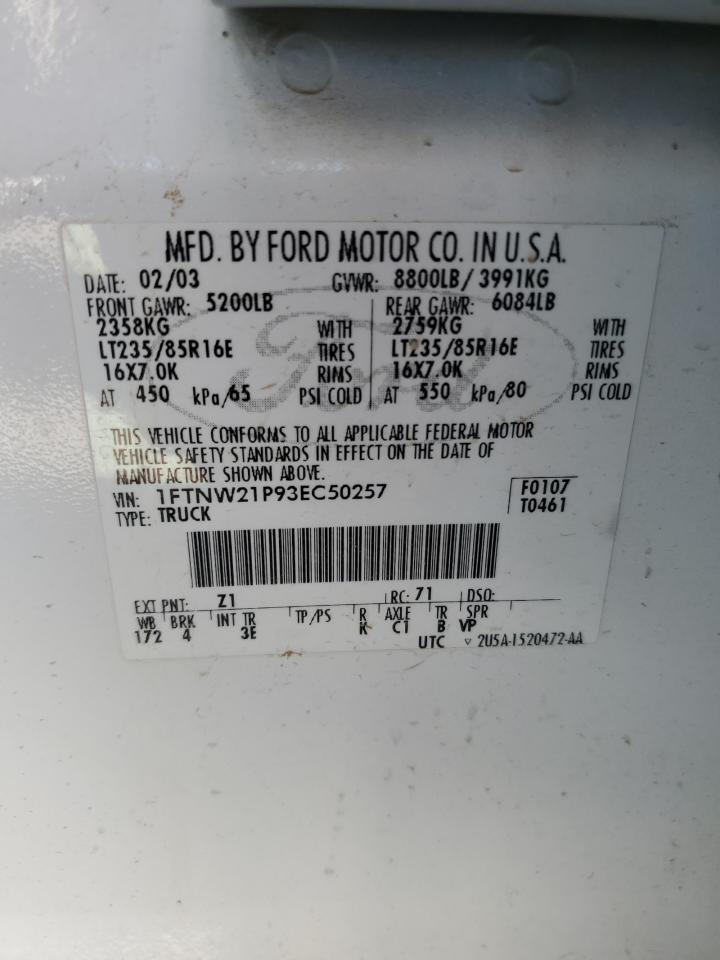 MFD. BY FORD MOTOR CO. IN U.S.A.
DATE: 02/03 GVWR: 8800LB/3991KG
FRONT GAWR: 5200LB REAR GAWR: 6084LB
2358KG WITH 2759KG WITH
LT235/85R16E TIRES LT235/85R16E TIRES
16X7.0K RIMS 16X7.0K RIMS
AT 450 kPa/65 PSI COLD AT 550 kPa/80 PSI COLD
Ford
THIS VEHICLE CONFORMS TO ALL APPLICABLE FEDERAL MOTOR
VEHICLE SAFETY STANDARDS IN EFFECT ON THE DATE OF
MANUFACTURE SHOWN ABOVE.
VIN: 1FTNW21P93EC50257 F0107
TYPE: TRUCK T0461
EXT PNT: Z1 RC: 71 DSO:
WB BRK INT TR TP/PS R AXLE TR SPR
172 4 3E K C1 B VP
UTC ▽ 2U5A-1520472-AA